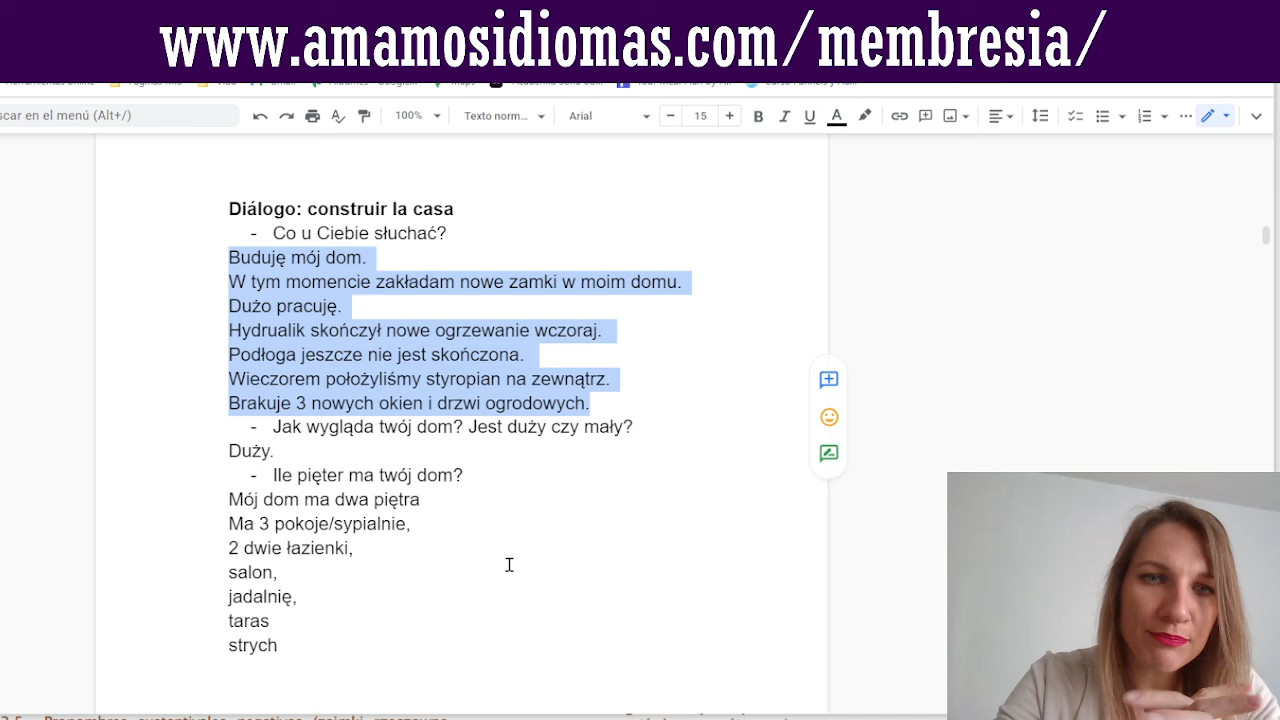 www.amamosidiomas.com/membresia/
car en el menú (Alt+/)
100%
Texto norm...
Arial
15
Diálogo: construir la casa
- Co u Ciebie słuchać?
Buduję mój dom.
W tym momencie zakładam nowe zamki w moim domu.
Dużo pracuję.
Hydrualik skończył nowe ogrzewanie wczoraj.
Podłoga jeszcze nie jest skończona.
Wieczorem położyliśmy styropian na zewnątrz.
Brakuje 3 nowych okien i drzwi ogrodowych.
- Jak wygląda twój dom? Jest duży czy mały?
Duży.
- Ile pięter ma twój dom?
Mój dom ma dwa piętra
Ma 3 pokoje/sypialnie,
2 dwie łazienki,
salon,
jadalnię,
taras
strych